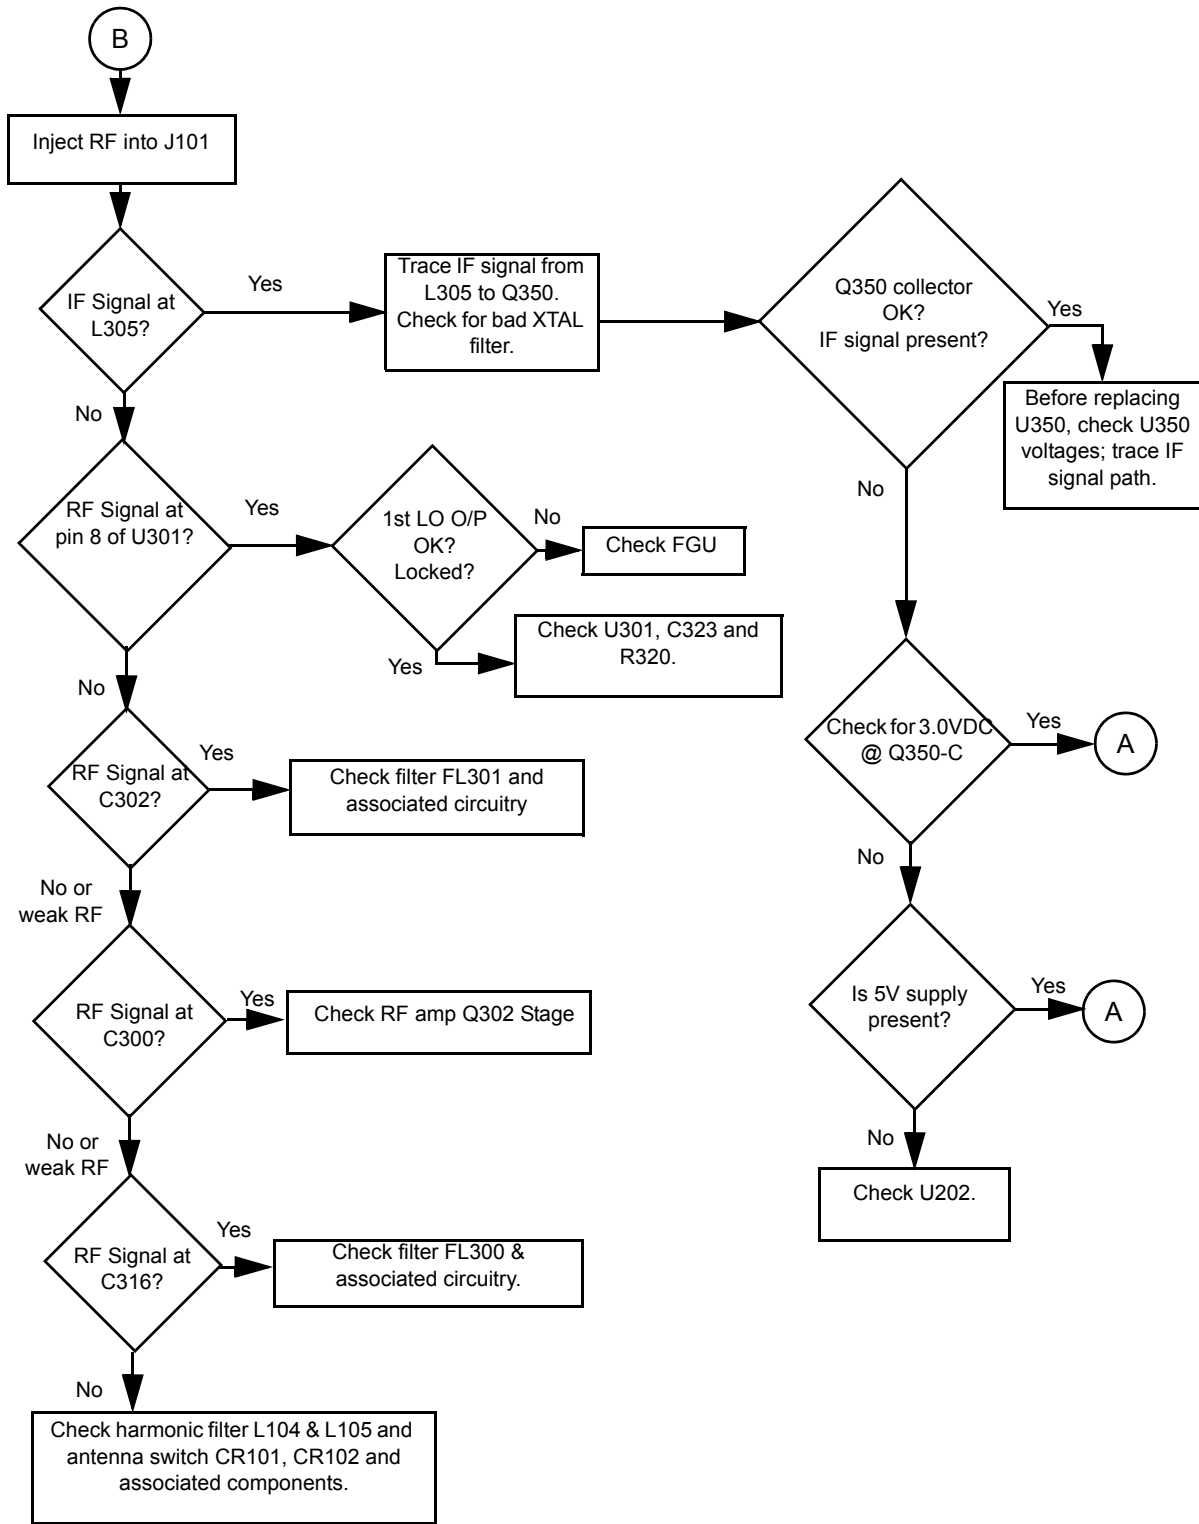 B
Inject RF into J101
IF Signal at
L305?
Yes
Trace IF signal from
L305 to Q350.
Check for bad XTAL
filter.
Q350 collector
OK?
IF signal present?
Yes
Before replacing
U350, check U350
voltages; trace IF
signal path.
No
No
RF Signal at
pin 8 of U301?
Yes
1st LO O/P
OK?
Locked?
No
Check FGU
Yes
Check U301, C323 and
R320.
No
Check for 3.0VDC
@ Q350-C
Yes
A
RF Signal at
C302?
Yes
Check filter FL301 and
associated circuitry
No
No or
weak RF
Is 5V supply
present?
Yes
A
RF Signal at
C300?
Yes
Check RF amp Q302 Stage
No
Check U202.
No or
weak RF
RF Signal at
C316?
Yes
Check filter FL300 &
associated circuitry.
No
Check harmonic filter L104 & L105 and
antenna switch CR101, CR102 and
associated components.